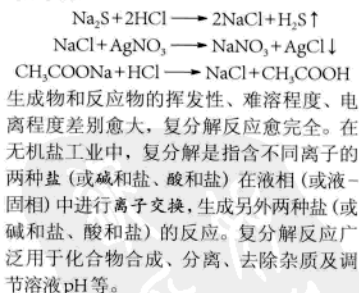 Na₂S+2HCl⟶2NaCl+H₂S↑
NaCl+AgNO₃⟶NaNO₃+AgCl↓
CH₃COONa+HCl⟶NaCl+CH₃COOH
生成物和反应物的挥发性、难溶程度、电
离程度差别愈大，复分解反应愈完全。在
无机盐工业中，复分解是指含不同离子的
两种盐（或碱和盐、酸和盐）在液相（或液-
固相）中进行离子交换，生成另外两种盐（或
碱和盐、酸和盐）的反应。复分解反应广
泛用于化合物合成、分离、去除杂质及调
节溶液pH等。